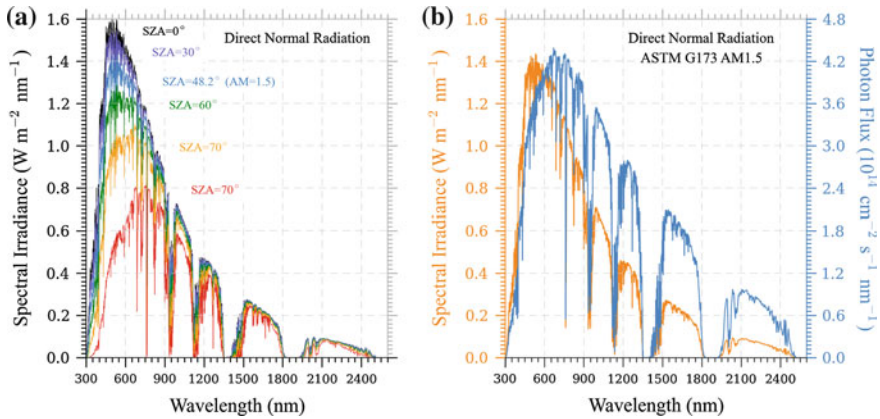 (a)
Spectral Irradiance (W m⁻² nm⁻¹)
1.6
1.4
1.2
1.0
0.8
0.6
0.4
0.2
0.0
SZA=0°
Direct Normal Radiation
SZA=30°
SZA=48.2° (AM=1.5)
SZA=60°
SZA=70°
SZA=70°
300 600 900 1200 1500 1800 2100 2400
Wavelength (nm)
(b)
Spectral Irradiance (W m⁻² nm⁻¹)
1.6
1.4
1.2
1.0
0.8
0.6
0.4
0.2
0.0
Direct Normal Radiation
ASTM G173 AM1.5
4.8
4.2
3.6
3.0
2.4
1.8
1.2
0.6
0.0
Photon Flux (10¹⁴ cm⁻² s⁻¹ nm⁻¹)
300 600 900 1200 1500 1800 2100 2400
Wavelength (nm)